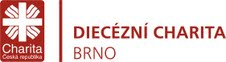 Charita
Česká republika
DIECÉZNÍ CHARITA
BRNO